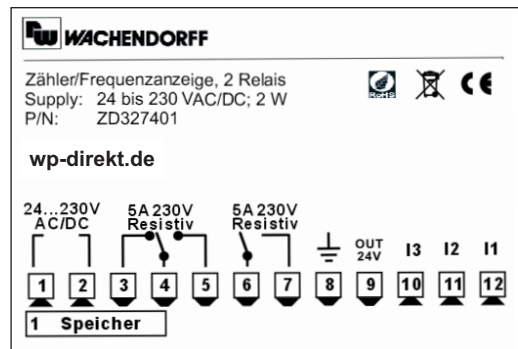 WACHENDORFF
Zähler/Frequenzanzeige, 2 Relais
RoHS
CE
Supply: 24 bis 230 VAC/DC; 2 W
P/N: ZD327401
wp-direkt.de
24...230V
AC/DC
5A 230V
Resistiv
5A 230V
Resistiv
OUT
24V
I3 I2 I1
1 2 3 4 5 6 7 8 9 10 11 12
1 Speicher